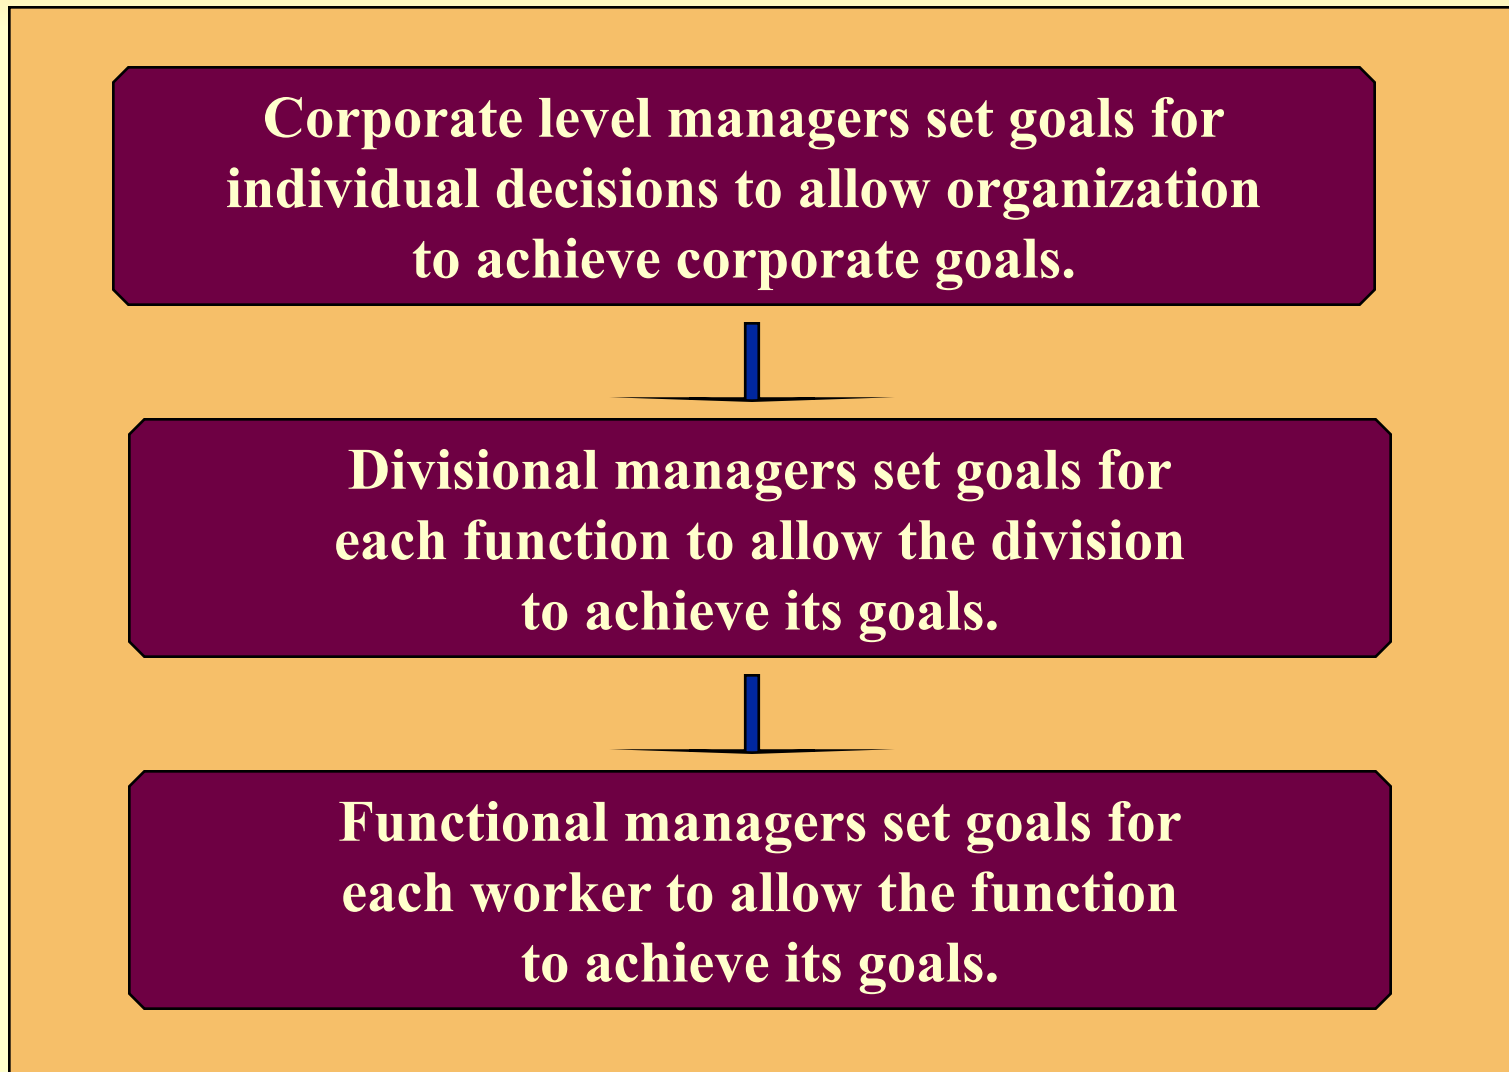 Corporate level managers set goals for
individual decisions to allow organization
to achieve corporate goals.
Divisional managers set goals for
each function to allow the division
to achieve its goals.
Functional managers set goals for
each worker to allow the function
to achieve its goals.